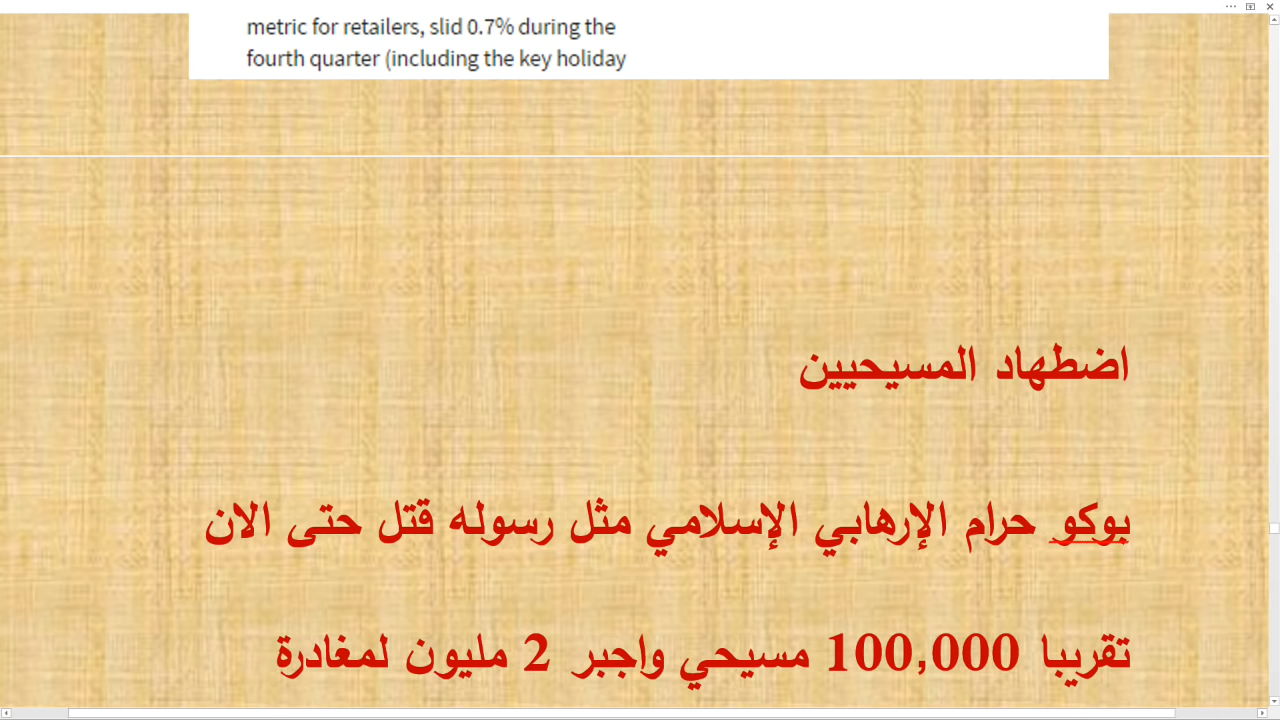 metric for retailers, slid 0.7% during the
fourth quarter (including the key holiday
اضطهاد المسيحيين
بوكو حرام الإرهابي الإسلامي مثل رسوله قتل حتى الان
تقريبا 100,000 مسيحي واجبر 2 مليون لمغادرة